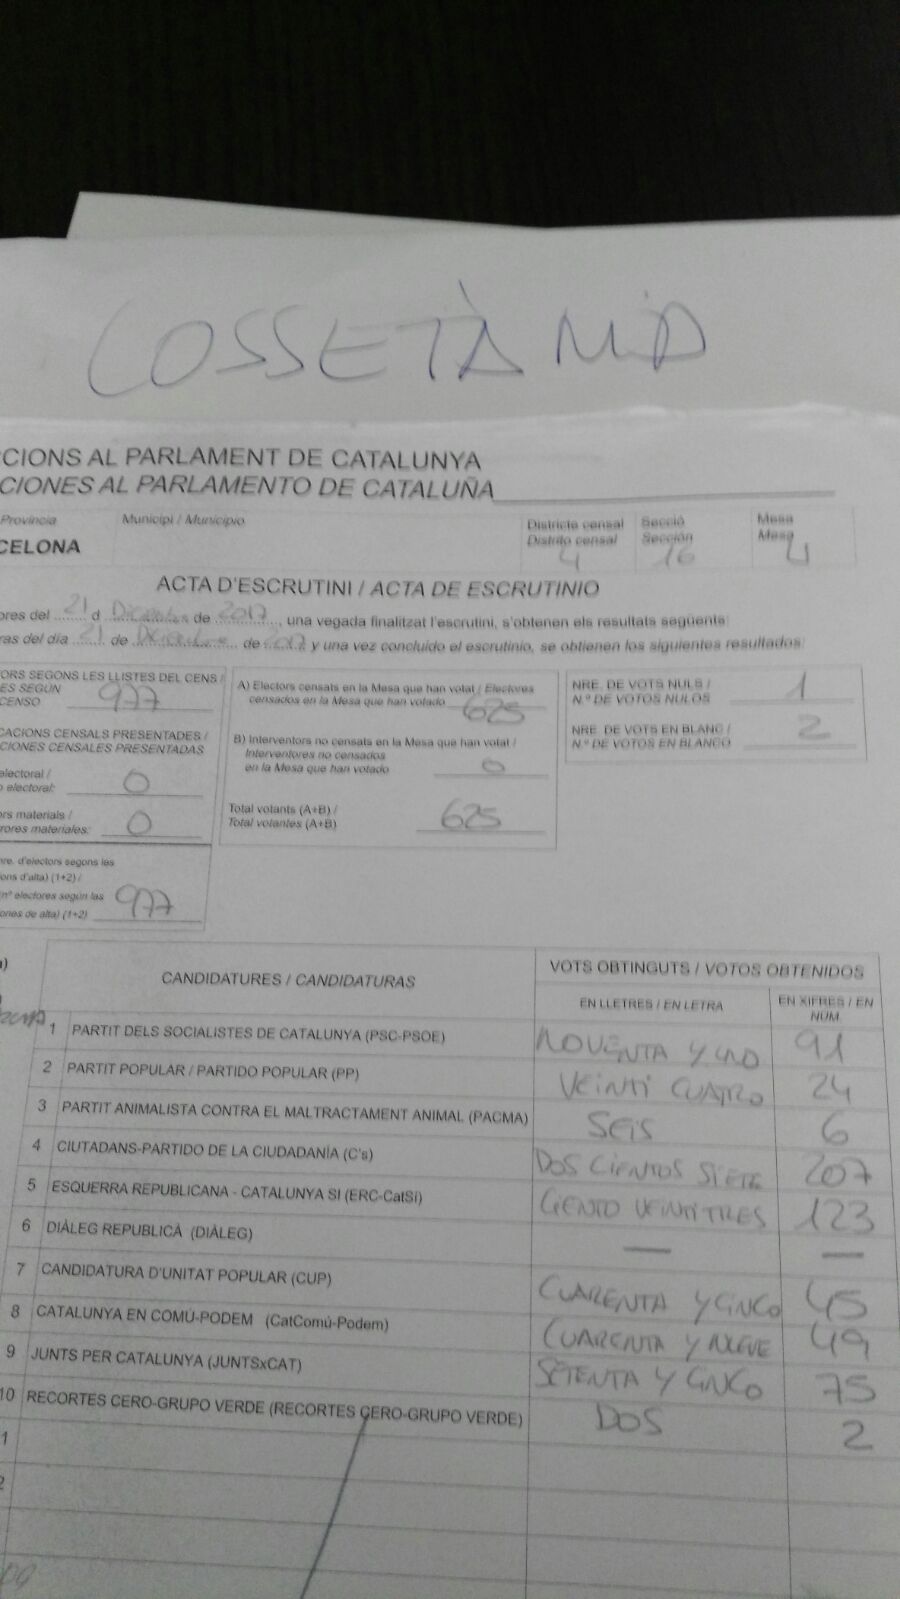 COSSETÀNIA
CCIONS AL PARLAMENT DE CATALUNYA
CIONES AL PARLAMENTO DE CATALUÑA
Provincia Municipi / Municipio Districte censal Secció Mesa
CELONA Distrito censal Sección Mesa
4 16 U
ACTA D'ESCRUTINI / ACTA DE ESCRUTINIO
ores del 21 d Diciembre de 2017, una vegada finalitzat l'escrutini, s'obtenen els resultats següents
ras del día 21 de Diciembre de 2017 y una vez concluido el escrutinio, se obtienen los siguientes resultados:
ORS SEGONS LES LLISTES DEL CENS /
ES SEGÚN
CENSO 977
CACIONS CENSALS PRESENTADES /
CIONES CENSALES PRESENTADAS
electoral /
o electoral: 0
ors materials /
rores materiales: 0
nre. d'electors segons les
ons d'alta) (1+2) /
nº electores según las
ones de alta) (1+2) 977
A) Electors censats en la Mesa que han votat / Electores
censados en la Mesa que han votado 625
B) Interventors no censats en la Mesa que han votat /
Interventores no censados
en la Mesa que han votado 0
Total votants (A+B) /
Total votantes (A+B) 625
NRE. DE VOTS NULS /
N.º DE VOTOS NULOS 1
NRE. DE VOTS EN BLANC /
N.º DE VOTOS EN BLANCO 2
CANDIDATURES / CANDIDATURAS VOTS OBTINGUTS / VOTOS OBTENIDOS
EN LLETRES / EN LETRA EN XIFRES / EN
NÚM.
1 PARTIT DELS SOCIALISTES DE CATALUNYA (PSC-PSOE) NOVENTA Y UNO 91
2 PARTIT POPULAR / PARTIDO POPULAR (PP) VEINTI CUATRO 24
3 PARTIT ANIMALISTA CONTRA EL MALTRACTAMENT ANIMAL (PACMA) SEIS 6
4 CIUTADANS-PARTIDO DE LA CIUDADANÍA (C's) DOS CIENTOS SIETE 207
5 ESQUERRA REPUBLICANA - CATALUNYA SÍ (ERC-CatSí) CIENTO VEINTITRES 123
6 DIÀLEG REPUBLICÀ (DIÀLEG) — —
7 CANDIDATURA D'UNITAT POPULAR (CUP) CUARENTA Y CINCO 45
8 CATALUNYA EN COMÚ-PODEM (CatComú-Podem) CUARENTA Y NUEVE 49
9 JUNTS PER CATALUNYA (JUNTSxCAT) SETENTA Y CINCO 75
10 RECORTES CERO-GRUPO VERDE (RECORTES CERO-GRUPO VERDE) DOS 2
1
2